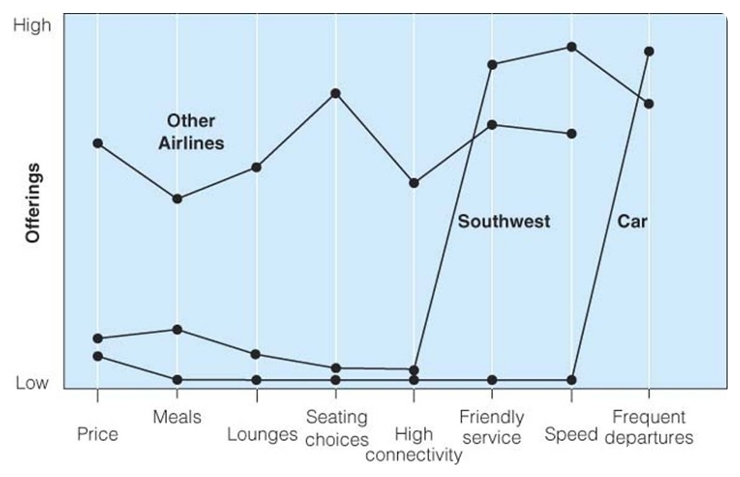 High
Other
Airlines
Offerings
Southwest
Car
Low
Price
Meals
Lounges
Seating
choices
High
connectivity
Friendly
service
Speed
Frequent
departures